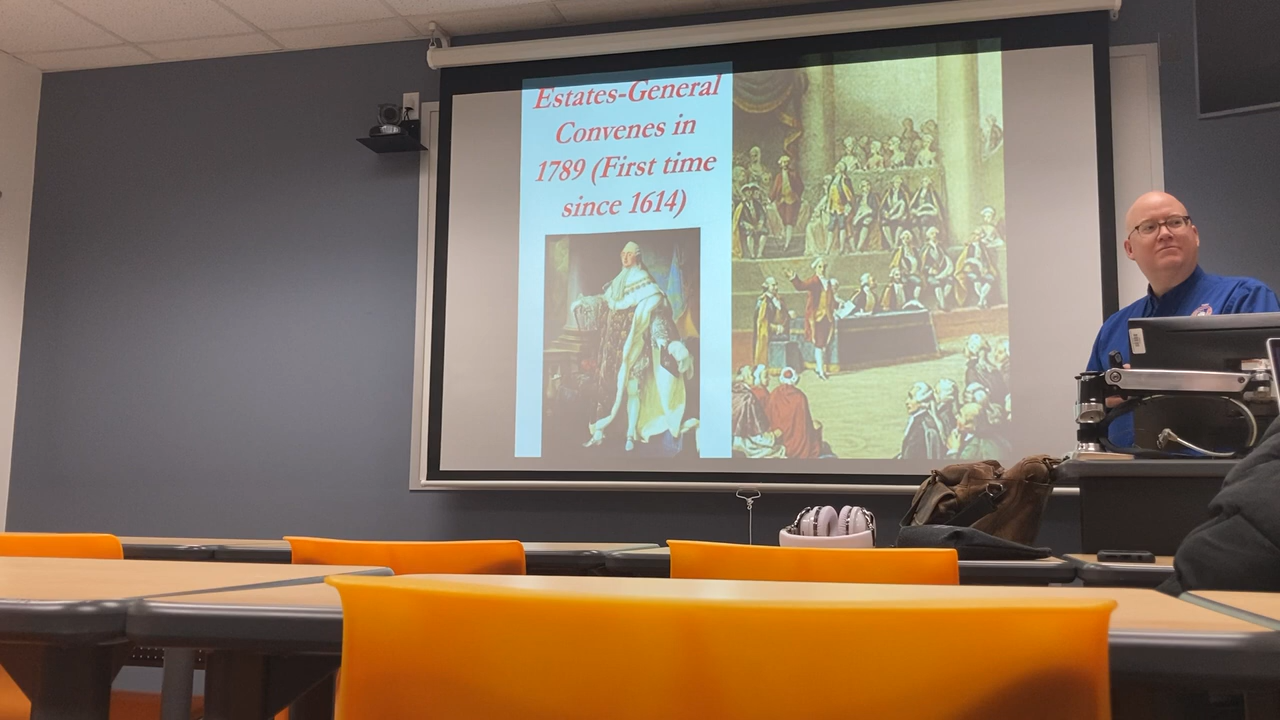 Estates-General
Convenes in
1789 (First time
since 1614)